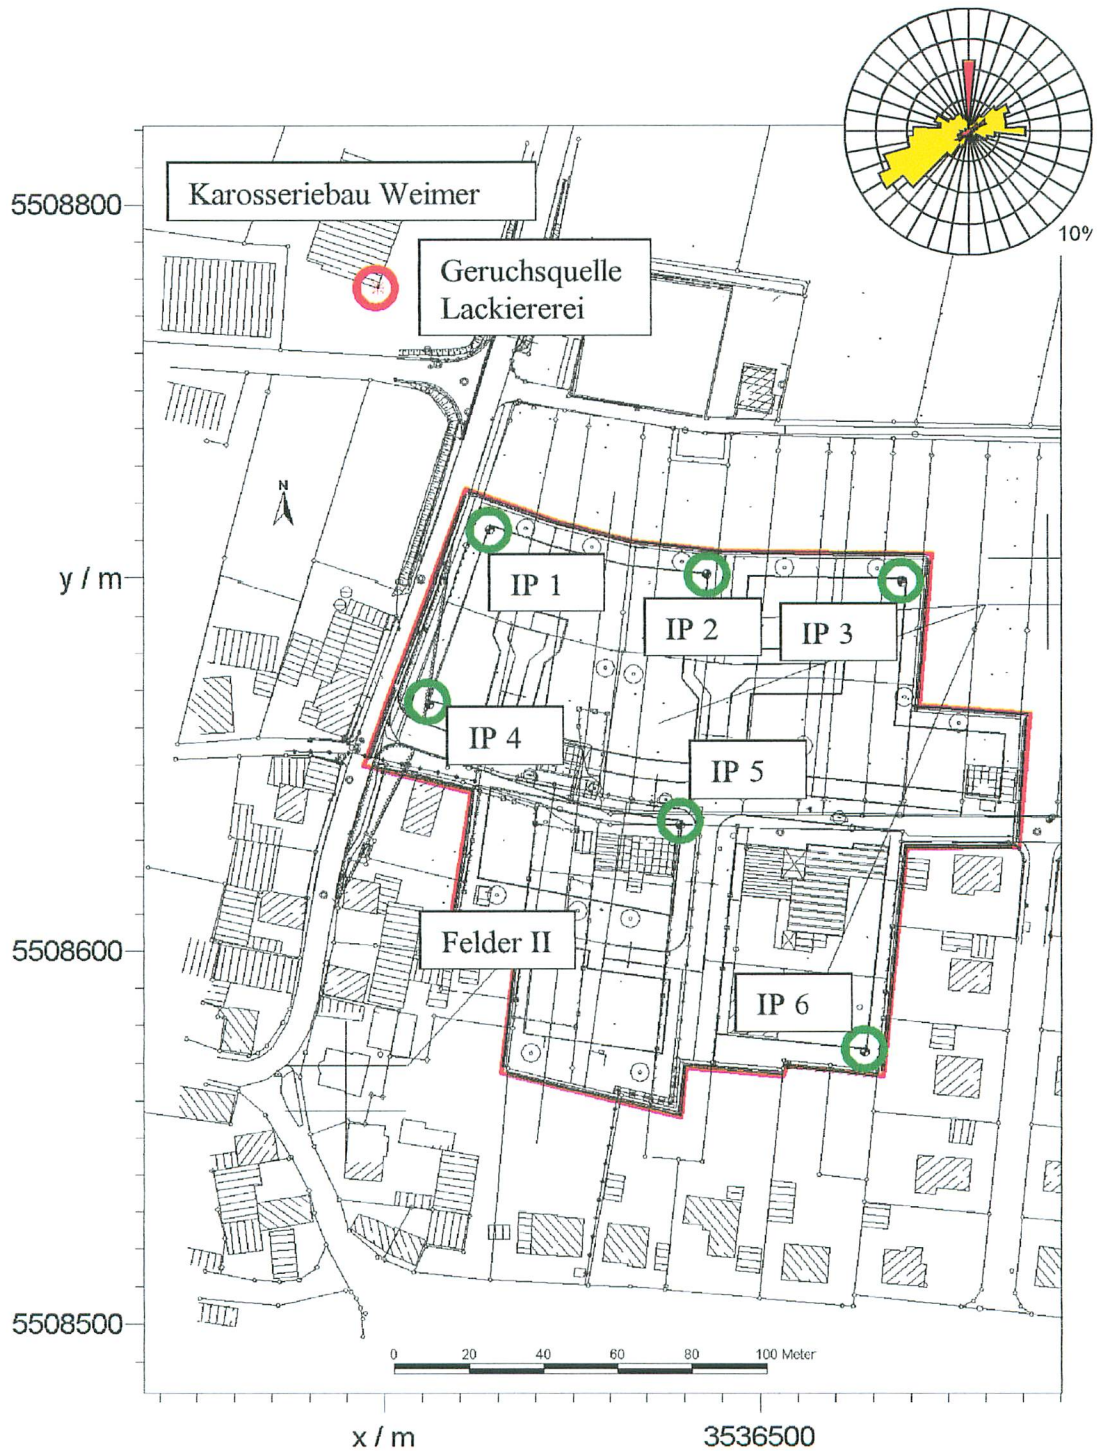 10%
5508800
Karosseriebau Weimer
Geruchsquelle
Lackiererei
N
y / m
IP 1
IP 2
IP 3
IP 4
IP 5
Felder II
5508600
IP 6
5508500
0 20 40 60 80 100 Meter
x / m
3536500